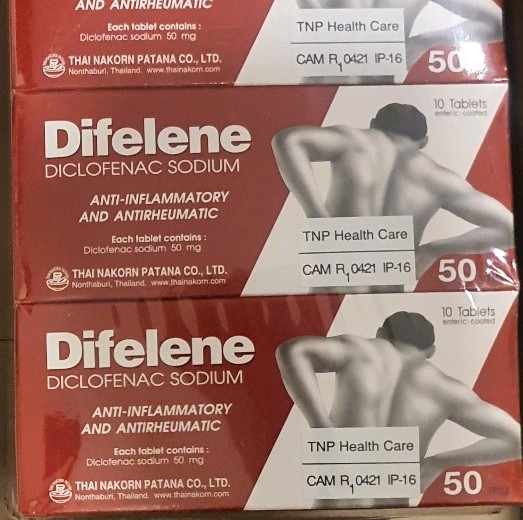 AND ANTIRHEUMATIC
Each tablet contains :
Diclofenac sodium 50 mg
THAI NAKORN PATANA CO., LTD.
Nonthaburi, Thailand. www.thainakorn.com
TNP Health Care
CAM R1 0421 IP-16
50
Difelene
DICLOFENAC SODIUM
ANTI-INFLAMMATORY
AND ANTIRHEUMATIC
Each tablet contains :
Diclofenac sodium 50 mg
THAI NAKORN PATANA CO., LTD.
Nonthaburi, Thailand. www.thainakorn.com
10 Tablets
enteric-coated
TNP Health Care
CAM R1 0421 IP-16
50
Difelene
DICLOFENAC SODIUM
ANTI-INFLAMMATORY
AND ANTIRHEUMATIC
Each tablet contains :
Diclofenac sodium 50 mg
THAI NAKORN PATANA CO., LTD.
Nonthaburi, Thailand. www.thainakorn.com
10 Tablets
enteric-coated
TNP Health Care
CAM R1 0421 IP-16
50 mg